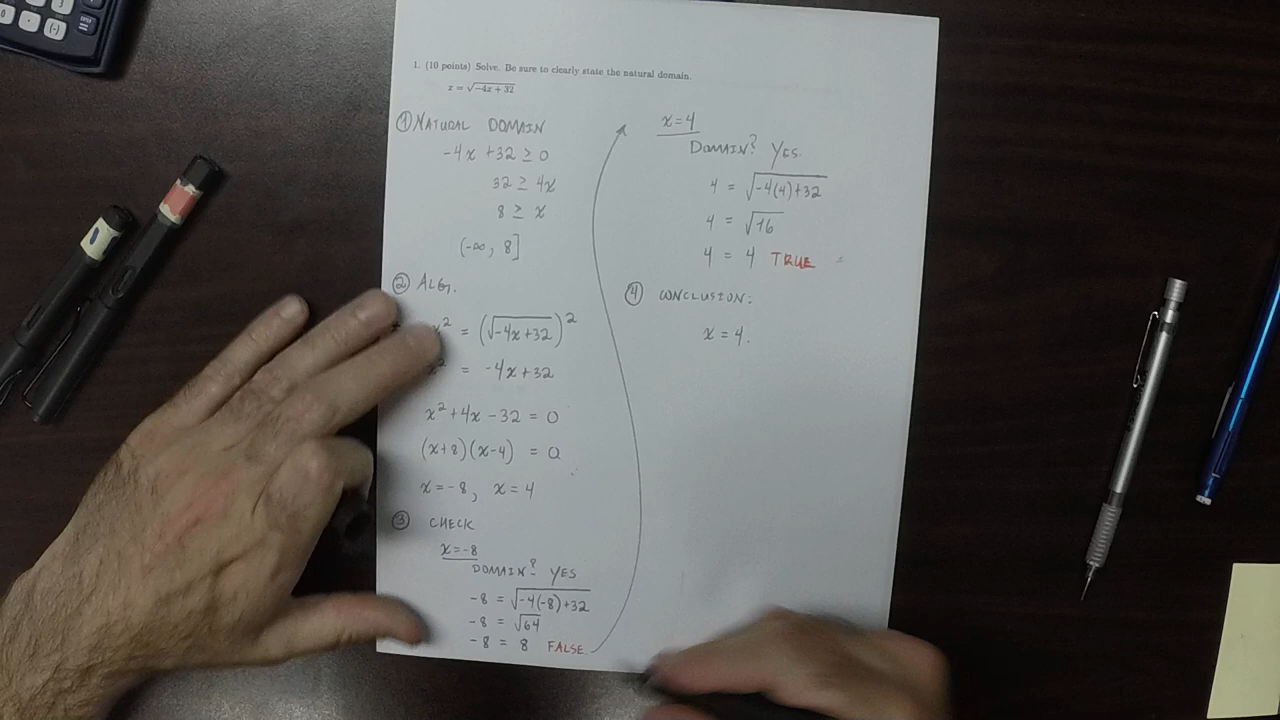 1. (10 points) Solve. Be sure to clearly state the natural domain.
x = √-4x + 32
① NATURAL DOMAIN
-4x + 32 ≥ 0
32 ≥ 4x
8 ≥ x
(-∞, 8]
② ALG.
x² = (√-4x+32)²
x² = -4x+32
x² + 4x - 32 = 0
(x+8)(x-4) = 0
x = -8, x = 4
③ CHECK
x = -8
DOMAIN? YES
-8 = √-4(-8)+32
-8 = √64
-8 = 8 FALSE
x = 4
DOMAIN? YES.
4 = √-4(4)+32
4 = √16
4 = 4 TRUE
④ CONCLUSION:
x = 4.